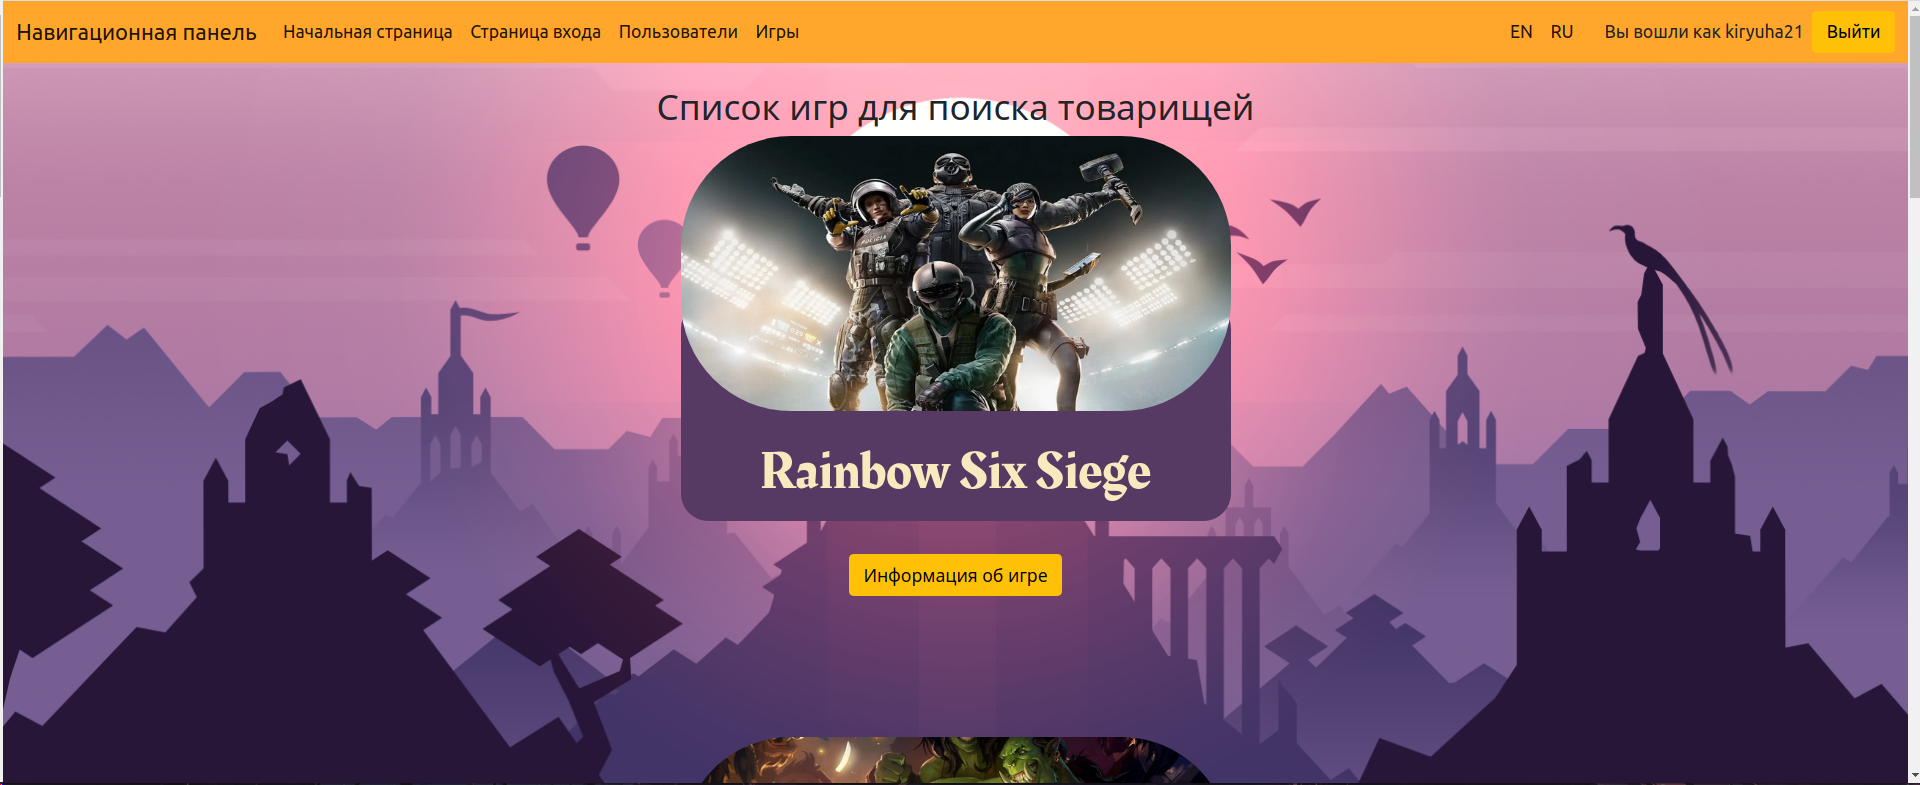 Навигационная панель Начальная страница Страница входа Пользователи Игры EN RU Вы вошли как kiryuha21 Выйти
Список игр для поиска товарищей
POLICIA
Rainbow Six Siege
Информация об игре